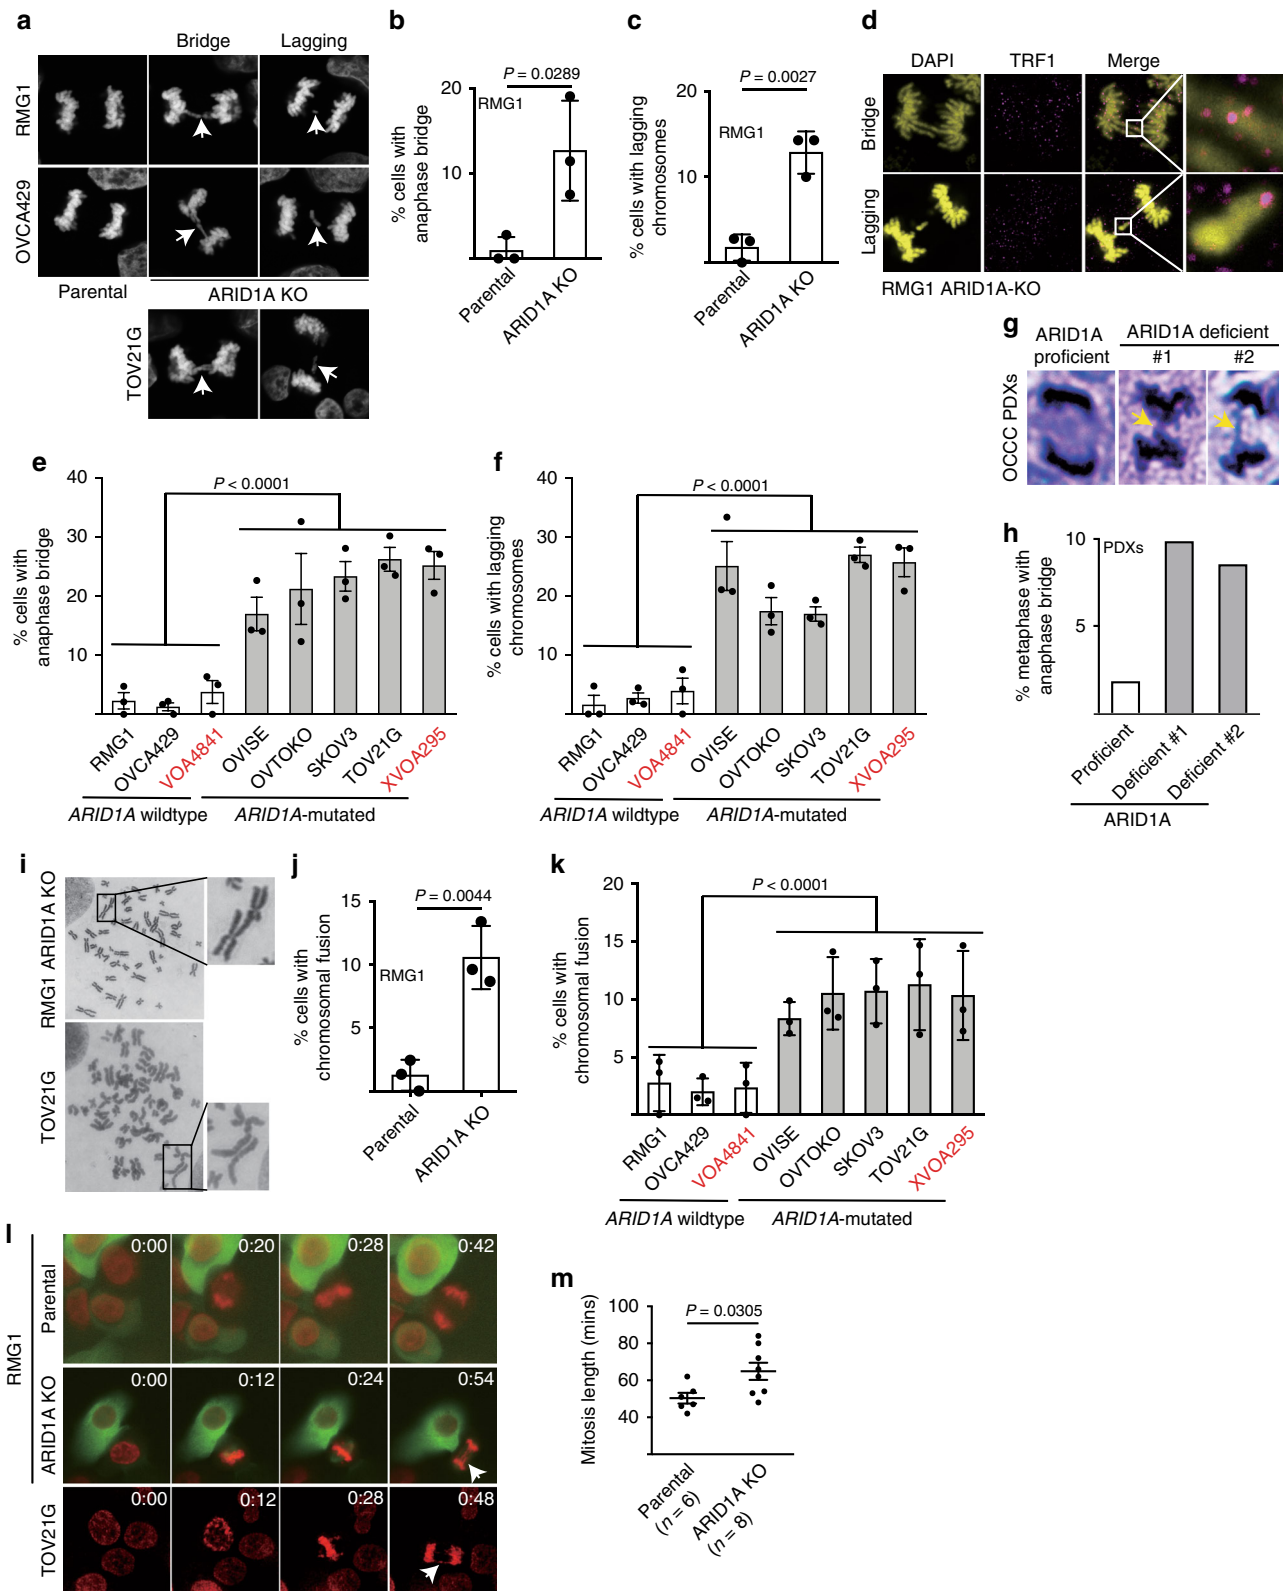 a
Bridge
Lagging
RMG1
OVCA429
Parental
ARID1A KO
TOV21G
b
P = 0.0289
% cells with
anaphase bridge
20
10
RMG1
Parental
ARID1A KO
c
P = 0.0027
% cells with lagging
chromosomes
20
10
RMG1
Parental
ARID1A KO
d
DAPI
TRF1
Merge
Bridge
Lagging
RMG1 ARID1A-KO
g
ARID1A
proficient
ARID1A deficient
#1
#2
OCCC PDXs
e
P < 0.0001
% cells with
anaphase bridge
40
30
20
10
RMG1
OVCA429
VOA4841
OVISE
OVTOKO
SKOV3
TOV21G
XVOA295
ARID1A wildtype
ARID1A-mutated
f
P < 0.0001
% cells with lagging
chromosomes
40
30
20
10
RMG1
OVCA429
VOA4841
OVISE
OVTOKO
SKOV3
TOV21G
XVOA295
ARID1A wildtype
ARID1A-mutated
h
% metaphase with
anaphase bridge
10
5
PDXs
Proficient
Deficient #1
Deficient #2
ARID1A
i
RMG1 ARID1A KO
TOV21G
j
P = 0.0044
% cells with
chromosomal fusion
15
10
5
RMG1
Parental
ARID1A KO
k
P < 0.0001
% cells with
chromosomal fusion
20
15
10
5
RMG1
OVCA429
VOA4841
OVISE
OVTOKO
SKOV3
TOV21G
XVOA295
ARID1A wildtype
ARID1A-mutated
l
RMG1
Parental
0:00
0:20
0:28
0:42
ARID1A KO
0:00
0:12
0:24
0:54
TOV21G
0:00
0:12
0:28
0:48
m
P = 0.0305
Mitosis length (mins)
100
80
60
40
Parental
(n = 6)
ARID1A KO
(n = 8)